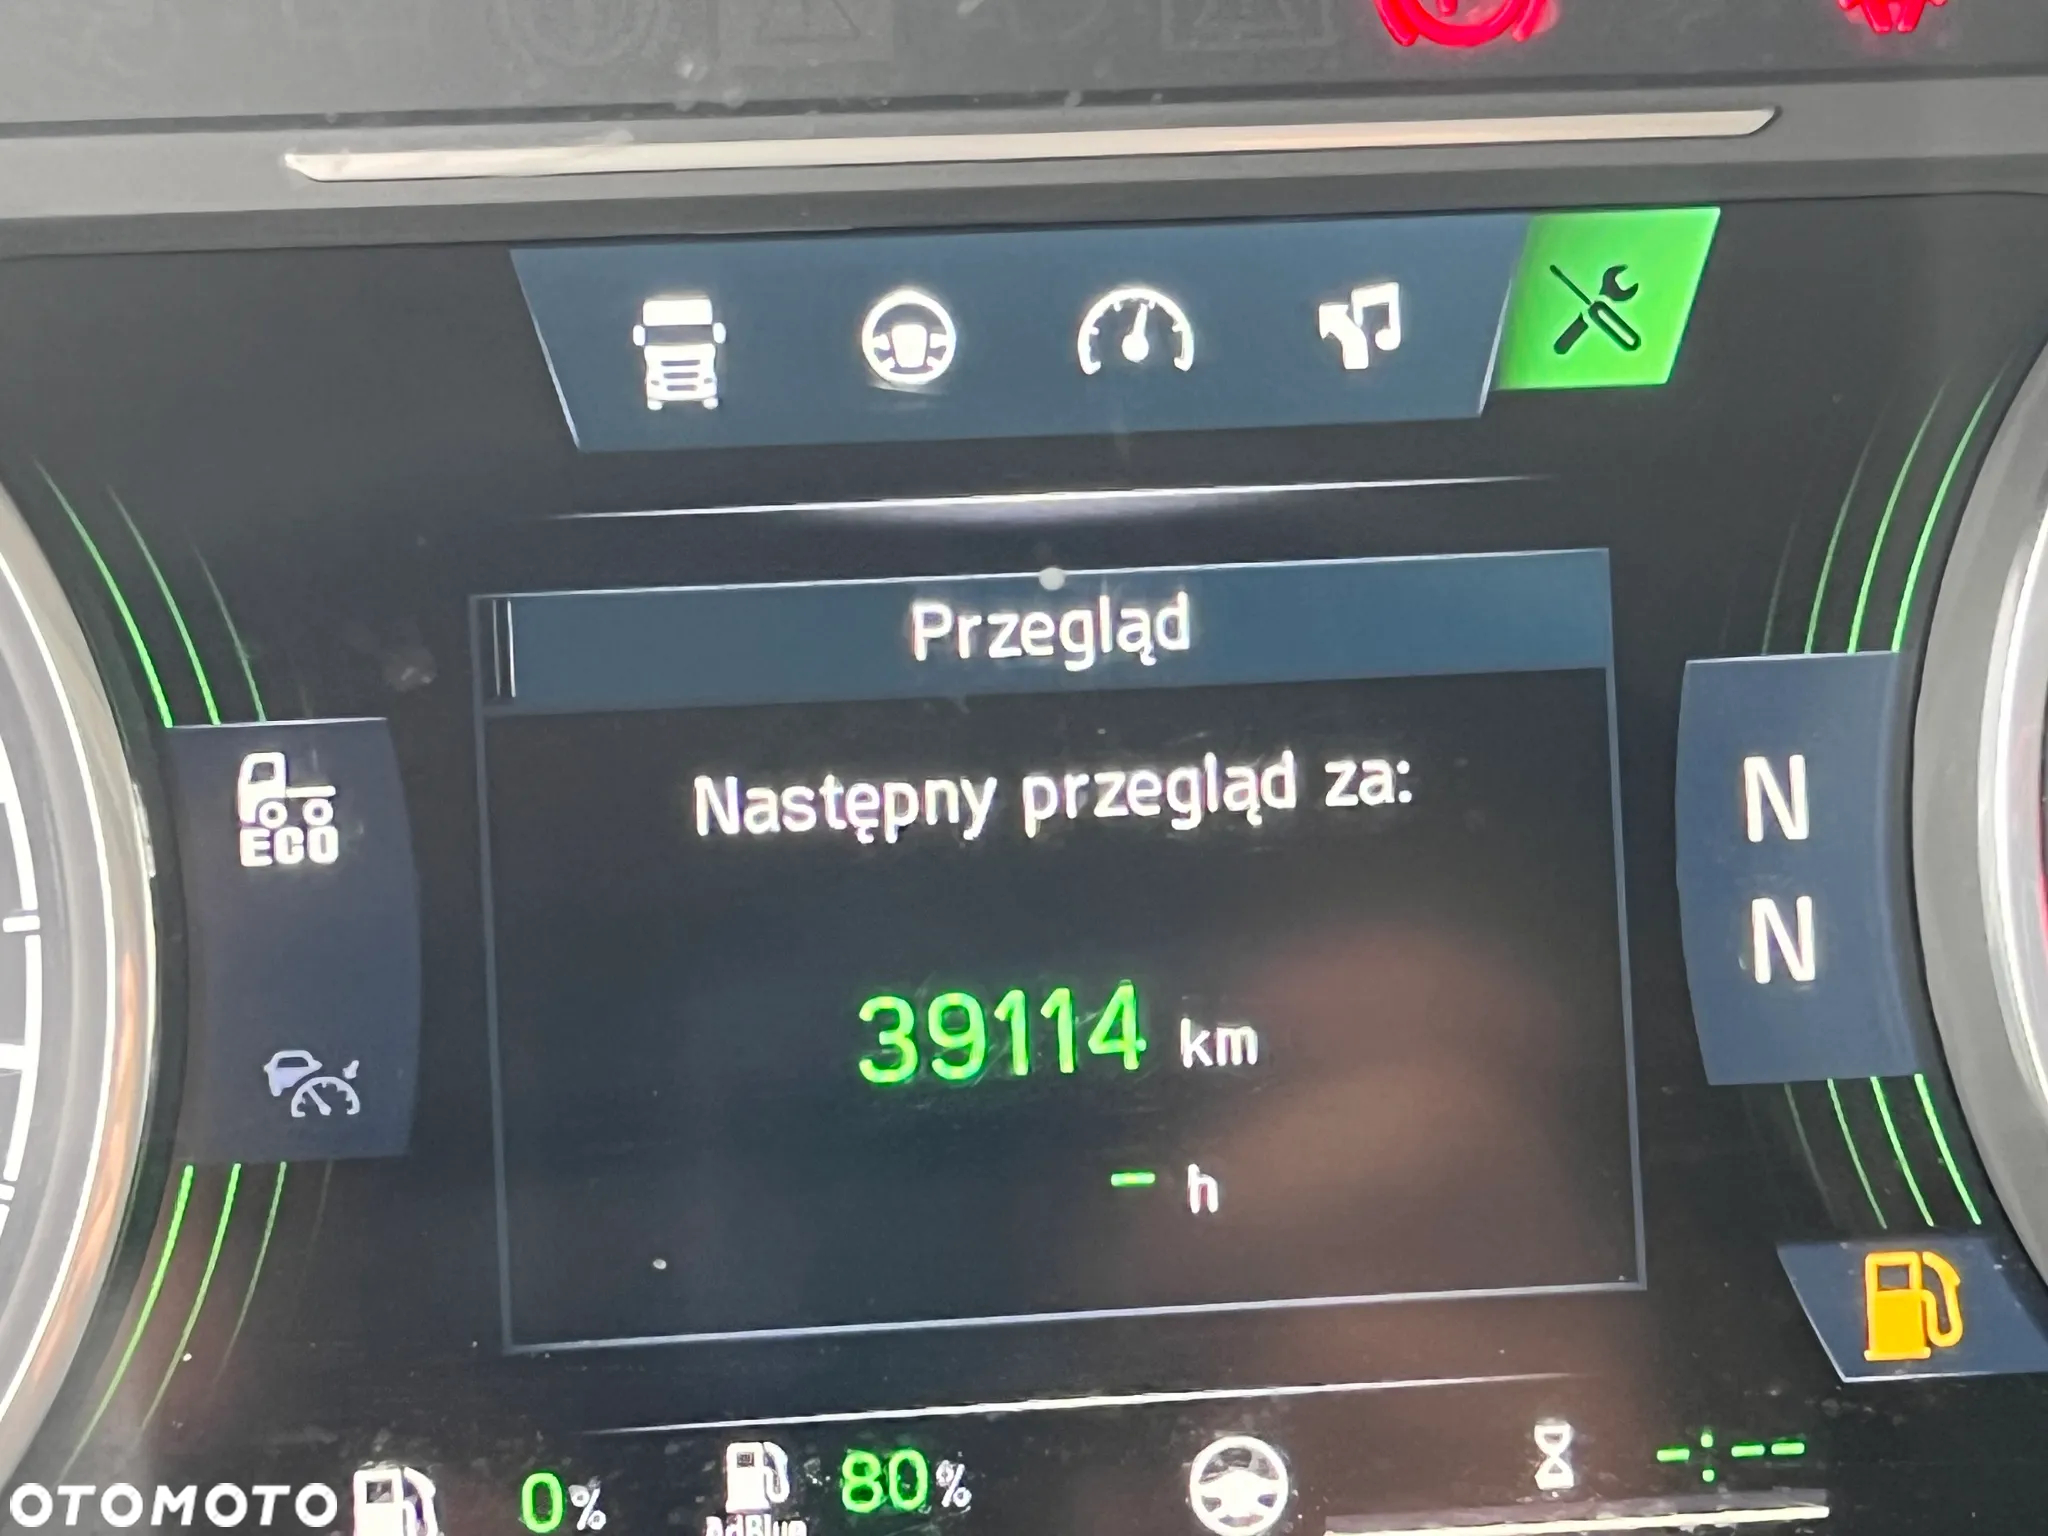 Przegląd
Następny przegląd za:
ECO
N
N
39114 km
- h
0%
AdBlue
80%
-:--
OTOMOTO